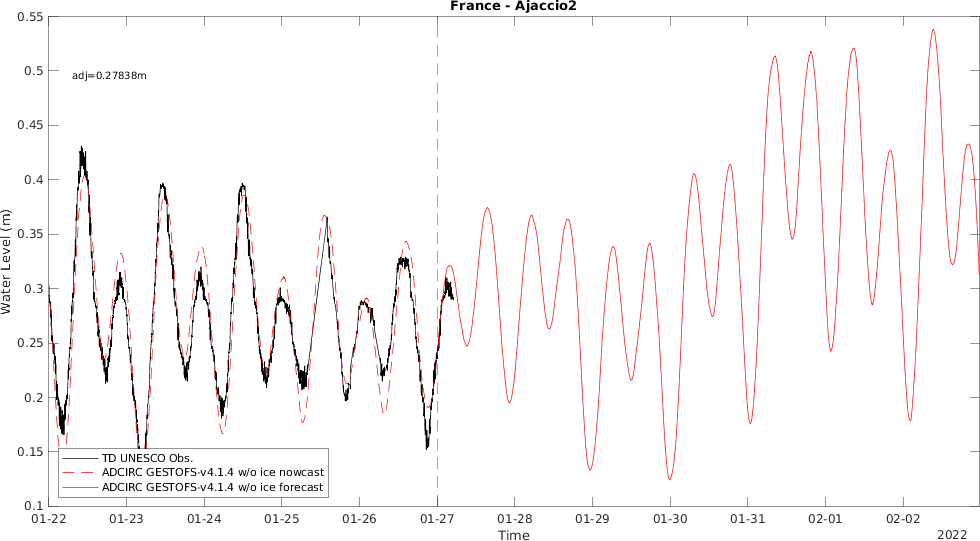 France - Ajaccio2
0.55
0.5
0.45
0.4
0.35
0.3
0.25
0.2
0.15
0.1
Water Level (m)
adj=0.27838m
TD UNESCO Obs.
ADCIRC GESTOFS-v4.1.4 w/o ice nowcast
ADCIRC GESTOFS-v4.1.4 w/o ice forecast
01-22 01-23 01-24 01-25 01-26 01-27 01-28 01-29 01-30 01-31 02-01 02-02
Time
2022